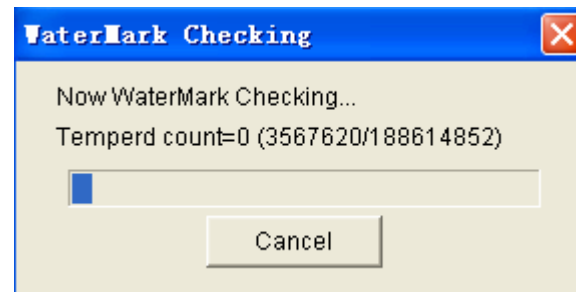 WaterMark Checking
Now WaterMark Checking...
Temperd count=0 (3567620/188614852)
Cancel